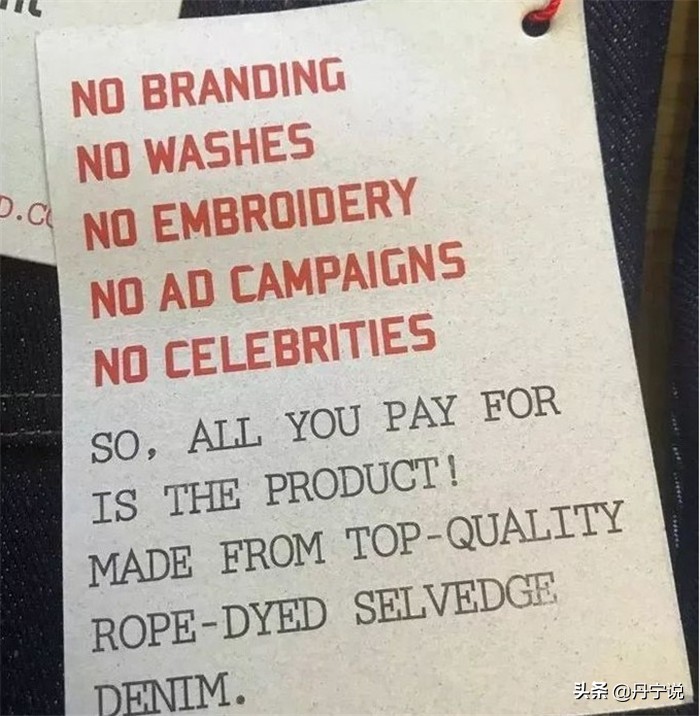 NO BRANDING
NO WASHES
NO EMBROIDERY
NO AD CAMPAIGNS
NO CELEBRITIES
SO, ALL YOU PAY FOR
IS THE PRODUCT!
MADE FROM TOP-QUALITY
ROPE-DYED SELVEDGE
DENIM.
头条 @丹宁说